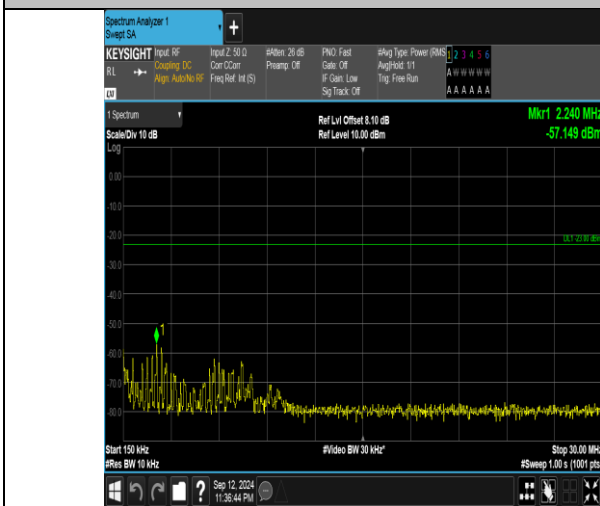 Spectrum Analyzer 1
Swept SA
+
KEYSIGHT
RL
Input: RF
Coupling: DC
Align: Auto/No RF
Input Z: 50 Ω
Corr CCorr
Freq Ref: Int (S)
#Atten: 26 dB
Preamp: Off
PNO: Fast
Gate: Off
IF Gain: Low
Sig Track: Off
#Avg Type: Power (RMS
Avg|Hold: 1/1
Trig: Free Run
1 2 3 4 5 6
A W W W W W
A A A A A A
1 Spectrum
Scale/Div 10 dB
Log
Ref Lvl Offset 8.10 dB
Ref Level 10.00 dBm
Mkr1 2.240 MHz
-57.149 dBm
0.00
-10.0
-20.0
DL1 -23.00 dBm
-30.0
-40.0
-50.0
1
-60.0
-70.0
-80.0
Start 150 kHz
#Res BW 10 kHz
#Video BW 30 kHz*
Stop 30.00 MHz
#Sweep 1.00 s (1001 pts
?
Sep 12, 2024
11:36:44 PM